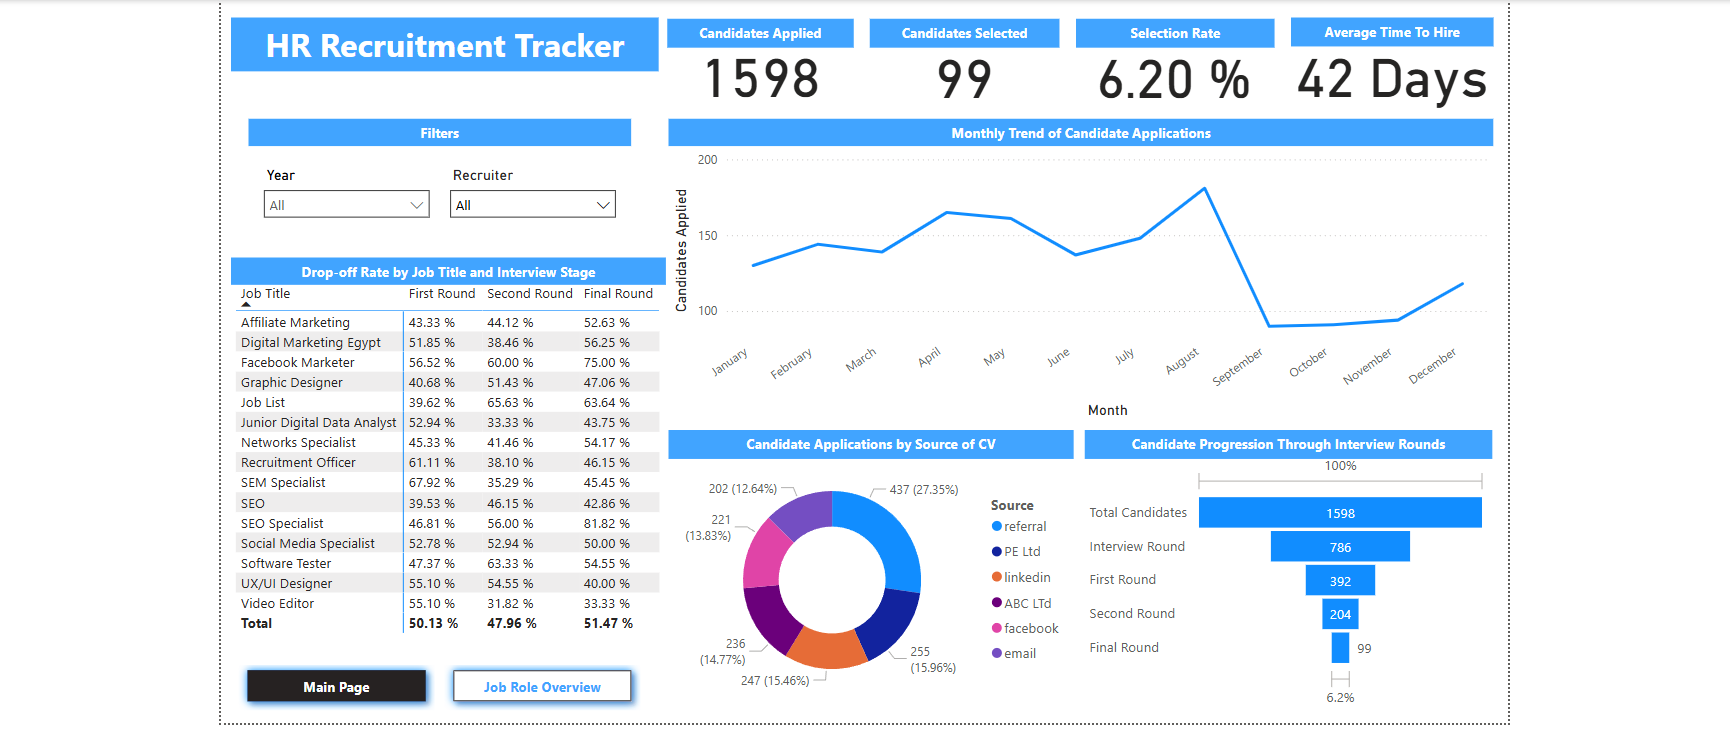 HR Recruitment Tracker
Candidates Applied
1598
Candidates Selected
99
Selection Rate
6.20 %
Average Time To Hire
42 Days
Filters
Year
All
Recruiter
All
Drop-off Rate by Job Title and Interview Stage
Job Title First Round Second Round Final Round
Affiliate Marketing 43.33 % 44.12 % 52.63 %
Digital Marketing Egypt 51.85 % 38.46 % 56.25 %
Facebook Marketer 56.52 % 60.00 % 75.00 %
Graphic Designer 40.68 % 51.43 % 47.06 %
Job List 39.62 % 65.63 % 63.64 %
Junior Digital Data Analyst 52.94 % 33.33 % 43.75 %
Networks Specialist 45.33 % 41.46 % 54.17 %
Recruitment Officer 61.11 % 38.10 % 46.15 %
SEM Specialist 67.92 % 35.29 % 45.45 %
SEO 39.53 % 46.15 % 42.86 %
SEO Specialist 46.81 % 56.00 % 81.82 %
Social Media Specialist 52.78 % 52.94 % 50.00 %
Software Tester 47.37 % 63.33 % 54.55 %
UX/UI Designer 55.10 % 54.55 % 40.00 %
Video Editor 55.10 % 31.82 % 33.33 %
Total 50.13 % 47.96 % 51.47 %
Main Page
Job Role Overview
Monthly Trend of Candidate Applications
Candidates Applied
200
150
100
January
February
March
April
May
June
July
August
September
October
November
December
Month
Candidate Applications by Source of CV
202 (12.64%)
437 (27.35%)
221
(13.83%)
236
(14.77%)
247 (15.46%)
255
(15.96%)
Source
referral
PE Ltd
linkedin
ABC LTd
facebook
email
Candidate Progression Through Interview Rounds
100%
Total Candidates 1598
Interview Round 786
First Round 392
Second Round 204
Final Round 99
6.2%